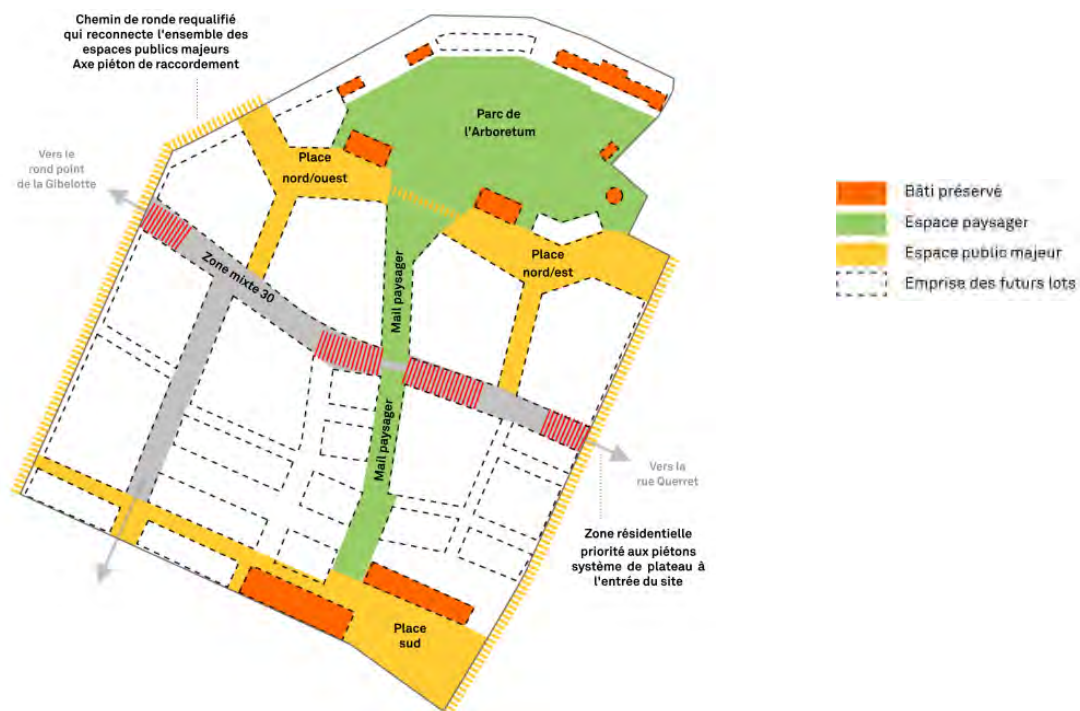 Chemin de ronde requalifié
qui reconnecte l'ensemble des
espaces publics majeurs
Axe piéton de raccordement
Parc de
l'Arboretum
Vers le
rond point
de la Gibelotte
Place
nord/ouest
Bâti préservé
Espace paysager
Espace public majeur
Emprise des futurs lots
Place
nord/est
Zone mixte 30
Mail paysager
Mail paysager
Vers la
rue Querret
Zone résidentielle
priorité aux piétons
système de plateau à
l'entrée du site
Place
sud